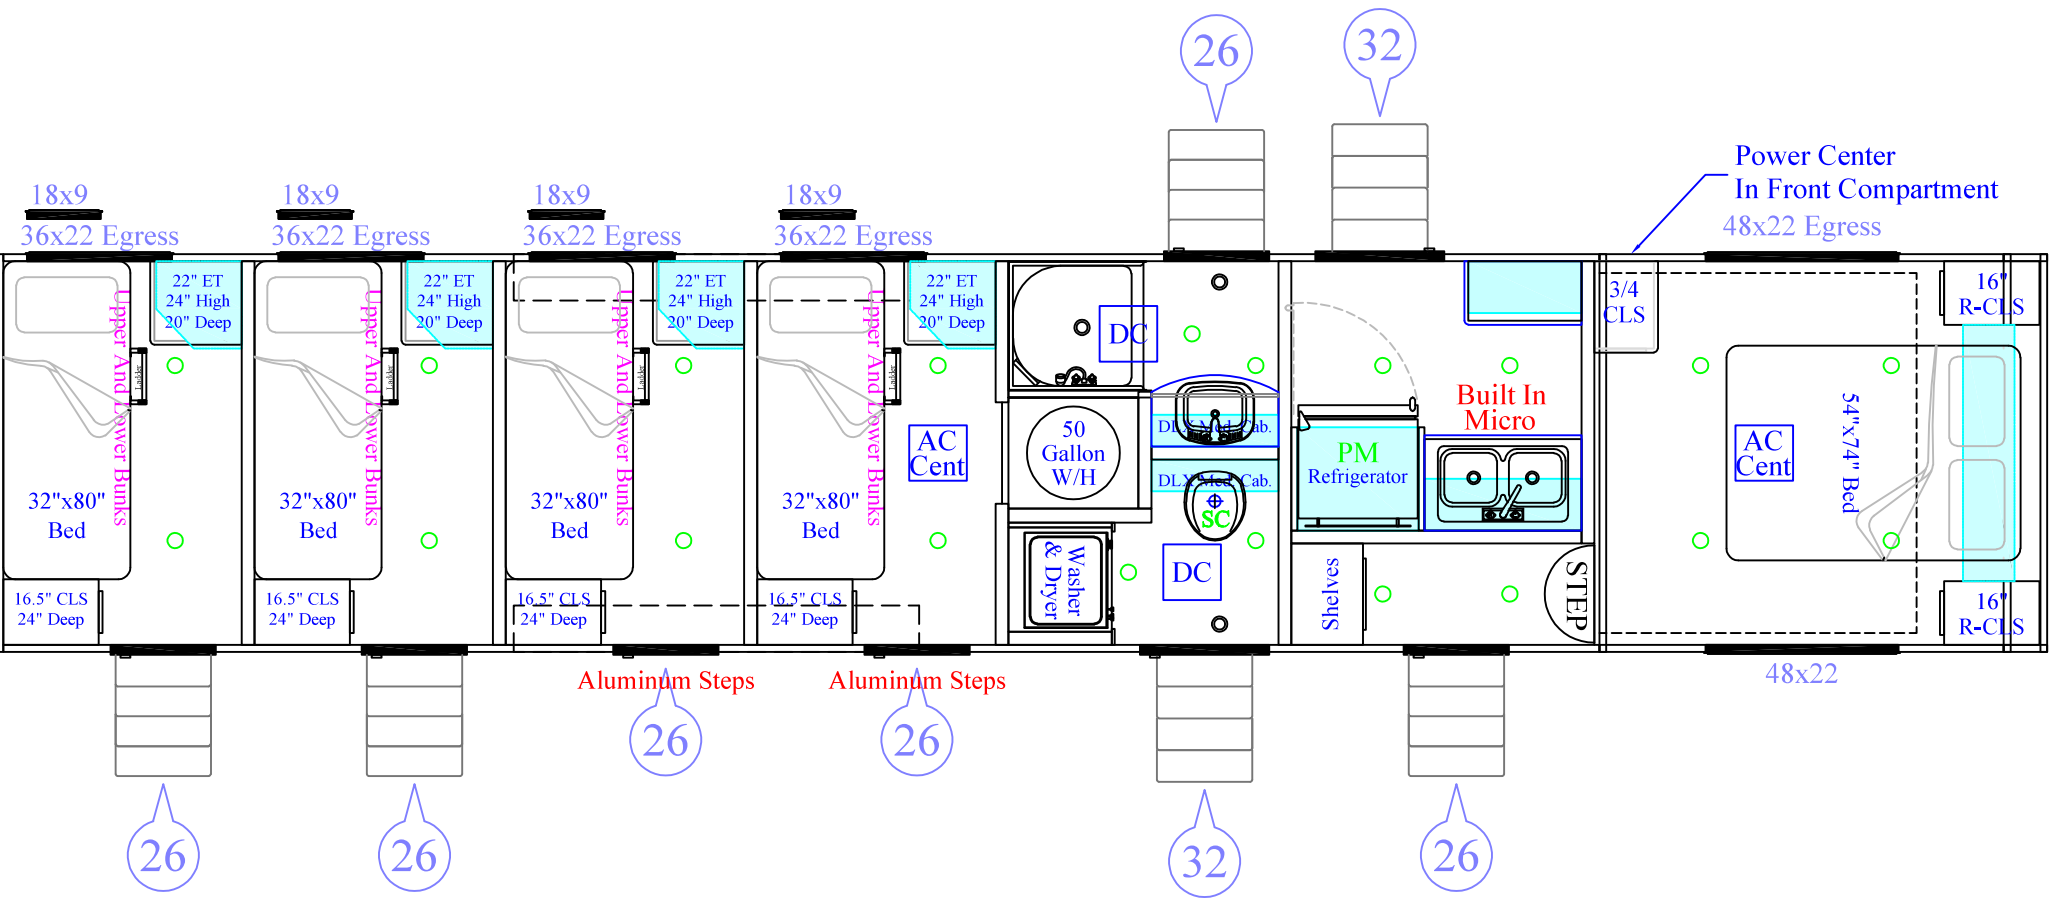 26
32
Power Center
In Front Compartment
18x9
36x22 Egress
18x9
36x22 Egress
18x9
36x22 Egress
18x9
36x22 Egress
48x22 Egress
22" ET
24" High
20" Deep
Upper And Lower Bunks
Ladder
32"x80"
Bed
16.5" CLS
24" Deep
22" ET
24" High
20" Deep
Upper And Lower Bunks
Ladder
32"x80"
Bed
16.5" CLS
24" Deep
22" ET
24" High
20" Deep
Upper And Lower Bunks
Ladder
32"x80"
Bed
16.5" CLS
24" Deep
22" ET
24" High
20" Deep
Upper And Lower Bunks
Ladder
32"x80"
Bed
16.5" CLS
24" Deep
AC
Cent
DC
50
Gallon
W/H
DLX Med. Cab.
DLX Med. Cab.
SC
DC
Washer
& Dryer
PM
Refrigerator
Built In
Micro
Shelves
STEP
3/4
CLS
AC
Cent
54"x74" Bed
16"
R-CLS
16"
R-CLS
48x22
Aluminum Steps
Aluminum Steps
26
26
26
26
32
26